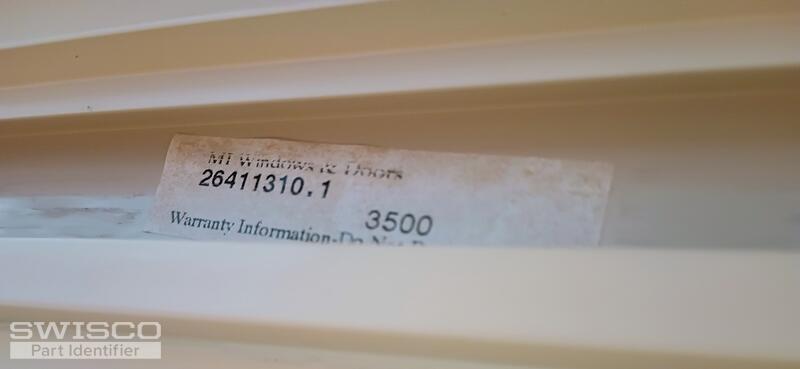 MI Windows & Doors
26411310.1
3500
Warranty Information-Do Not
SWISCO
Part Identifier